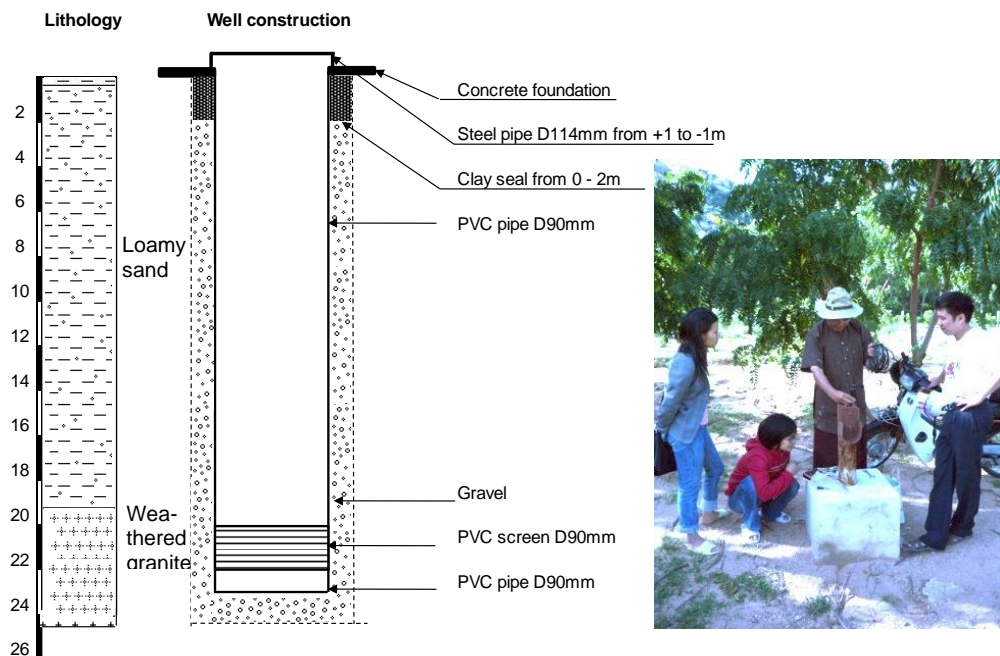 Lithology
Well construction
2
4
6
8
10
12
14
16
18
20
22
24
26
Loamy
sand
Wea-
thered
granite
Concrete foundation
Steel pipe D114mm from +1 to -1m
Clay seal from 0 - 2m
PVC pipe D90mm
Gravel
PVC screen D90mm
PVC pipe D90mm